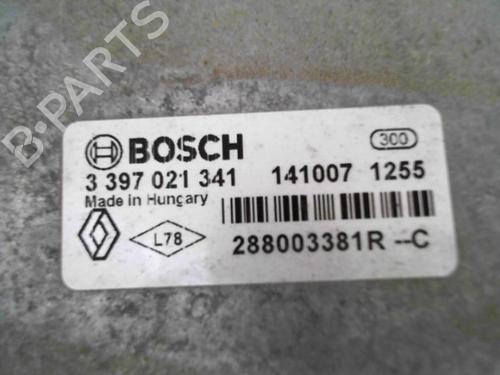 B-PARTS
BOSCH
300
3 397 021 341 141007 1255
Made in Hungary
L78
288003381R --C